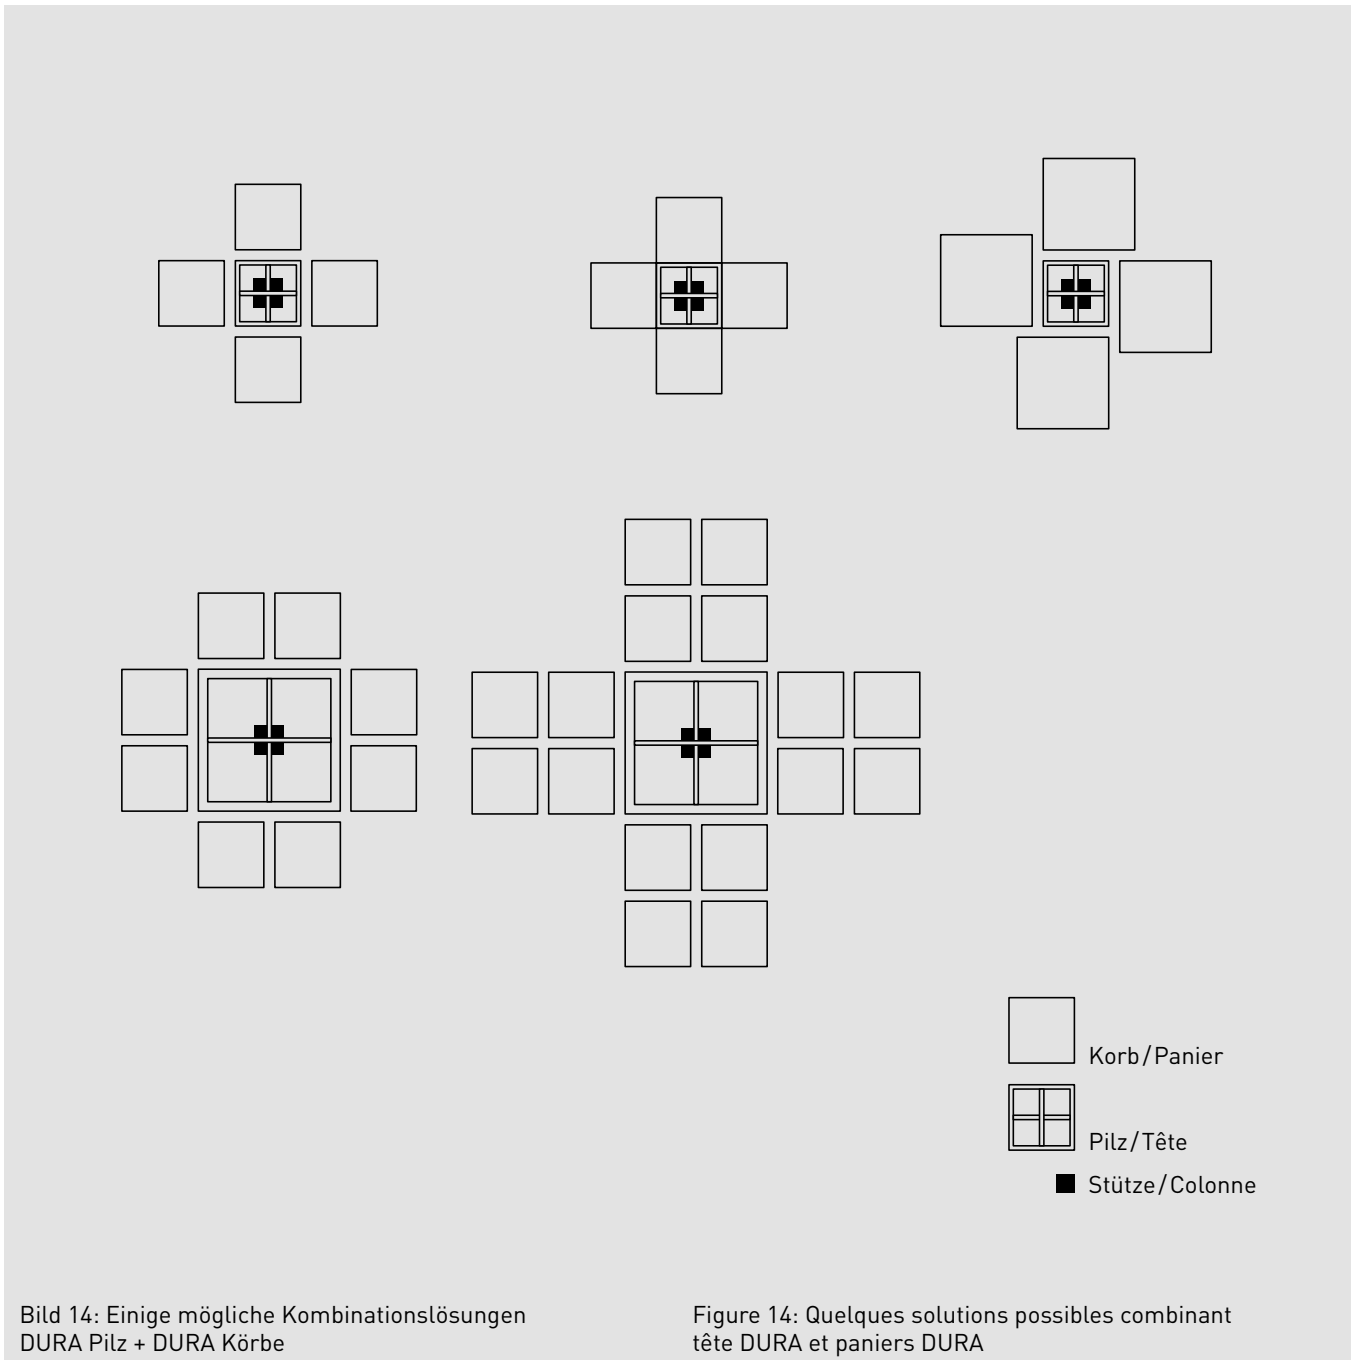 Korb/Panier
Pilz/Tête
Stütze/Colonne
Bild 14: Einige mögliche Kombinationslösungen
DURA Pilz + DURA Körbe
Figure 14: Quelques solutions possibles combinant
tête DURA et paniers DURA